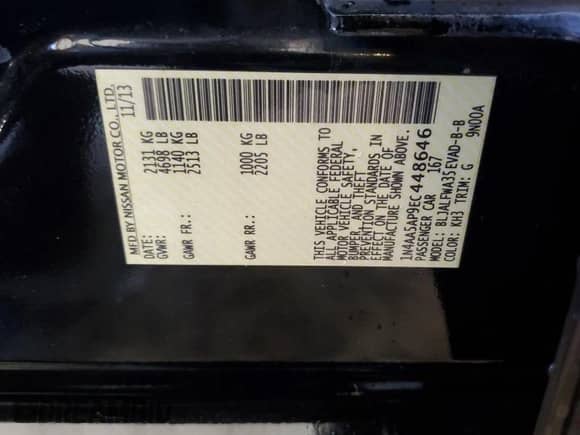 MFD BY NISSAN MOTOR CO., LTD.
DATE: 11/13
GVWR: 2131 KG
4698 LB
GAWR FR.: 1140 KG
2513 LB
GAWR RR.: 1000 KG
2205 LB
THIS VEHICLE CONFORMS TO
ALL APPLICABLE FEDERAL
MOTOR VEHICLE SAFETY,
BUMPER, AND THEFT
PREVENTION STANDARDS IN
EFFECT ON THE DATE OF
MANUFACTURE SHOWN ABOVE.
1N4AA5AP9EC448646
PASSENGER CAR 167
MODEL: BLJALPWA35EVAD-B-B
COLOR: KH3 TRIM: G 9N00A